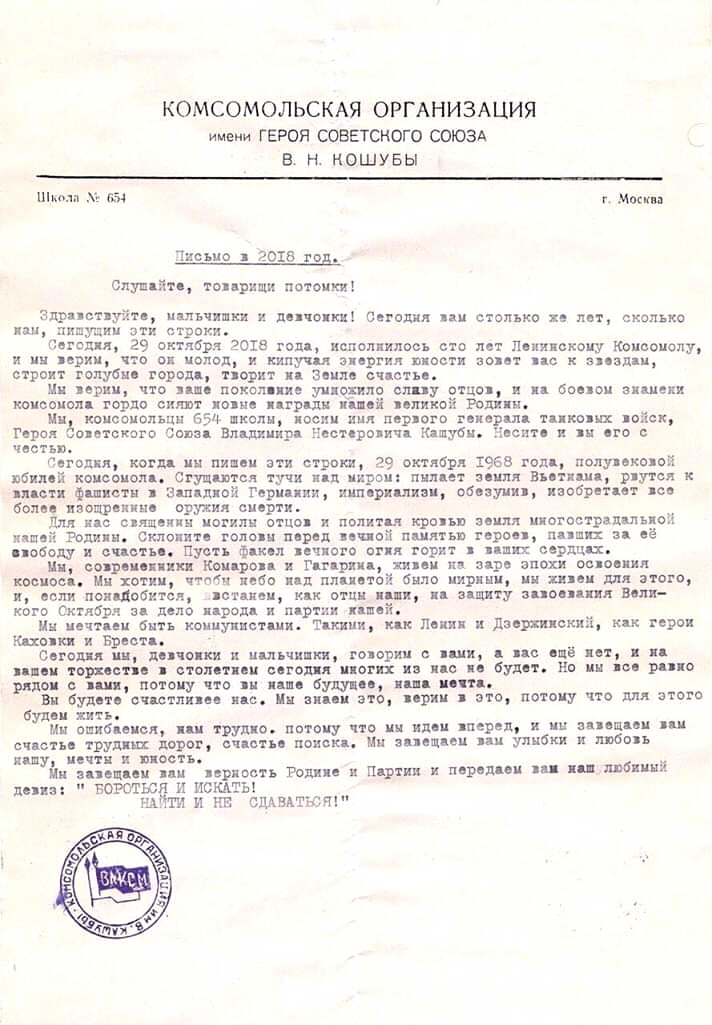 КОМСОМОЛЬСКАЯ ОРГАНИЗАЦИЯ
имени ГЕРОЯ СОВЕТСКОГО СОЮЗА
В. Н. КОШУБЫ
Школа № 654 г. Москва
Письмо в 2018 год.
Слушайте, товарищи потомки!
Здравствуйте, мальчишки и девчонки! Сегодня вам столько же лет, сколько
нам, пишущим эти строки.
Сегодня, 29 октября 2018 года, исполнилось сто лет Ленинскому Комсомолу,
и мы верим, что он молод, и кипучая энергия юности зовет вас к звездам,
строит голубые города, творит на Земле счастье.
Мы верим, что ваше поколение умножило славу отцов, и на боевом знамени
комсомола гордо сияют новые награды нашей великой Родины.
Мы, комсомольцы 654 школы, носим имя первого генерала танковых войск,
Героя Советского Союза Владимира Нестеровича Кашубы. Несите и вы его с
честью.
Сегодня, когда мы пишем эти строки, 29 октября 1968 года, полувековой
юбилей комсомола. Сгущаются тучи над миром: пылает земля Вьетнама, рвутся к
власти фашисты в Западной Германии, империализм, обезумив, изобретает все
более изощренные оружия смерти.
Для нас священны могилы отцов и политая кровью земля многострадальной
нашей Родины. Склоните головы перед вечной памятью героев, павших за её
свободу и счастье. Пусть факел вечного огня горит в ваших сердцах.
Мы, современники Комарова и Гагарина, живем на заре эпохи освоения
космоса. Мы хотим, чтобы небо над планетой было мирным, мы живем для этого,
и, если понадобится, встанем, как отцы наши, на защиту завоевания Вели-
кого Октября за дело народа и партии нашей.
Мы мечтаем быть коммунистами. Такими, как Ленин и Дзержинский, как герои
Каховки и Бреста.
Сегодня мы, девчонки и мальчишки, говорим с вами, а вас ещё нет, и на
вашем торжестве в столетнем сегодня многих из нас не будет. Но мы все равно
рядом с вами, потому что вы наше будущее, наша мечта.
Вы будете счастливее нас. Мы знаем это, верим в это, потому что для этого
будем жить.
Мы ошибаемся, нам трудно. потому что мы идем вперед, и мы завещаем вам
счастье трудных дорог, счастье поиска. Мы завещаем вам улыбки и любовь
нашу, мечты и юность.
Мы завещаем вам верность Родине и Партии и передаем вам наш любимый
девиз: " БОРОТЬСЯ И ИСКАТЬ!
НАЙТИ И НЕ СДАВАТЬСЯ!"
КОМСОМОЛЬСКАЯ ОРГАНИЗАЦИЯ ИМ В. КАШУБЫ
ВЛКСМ